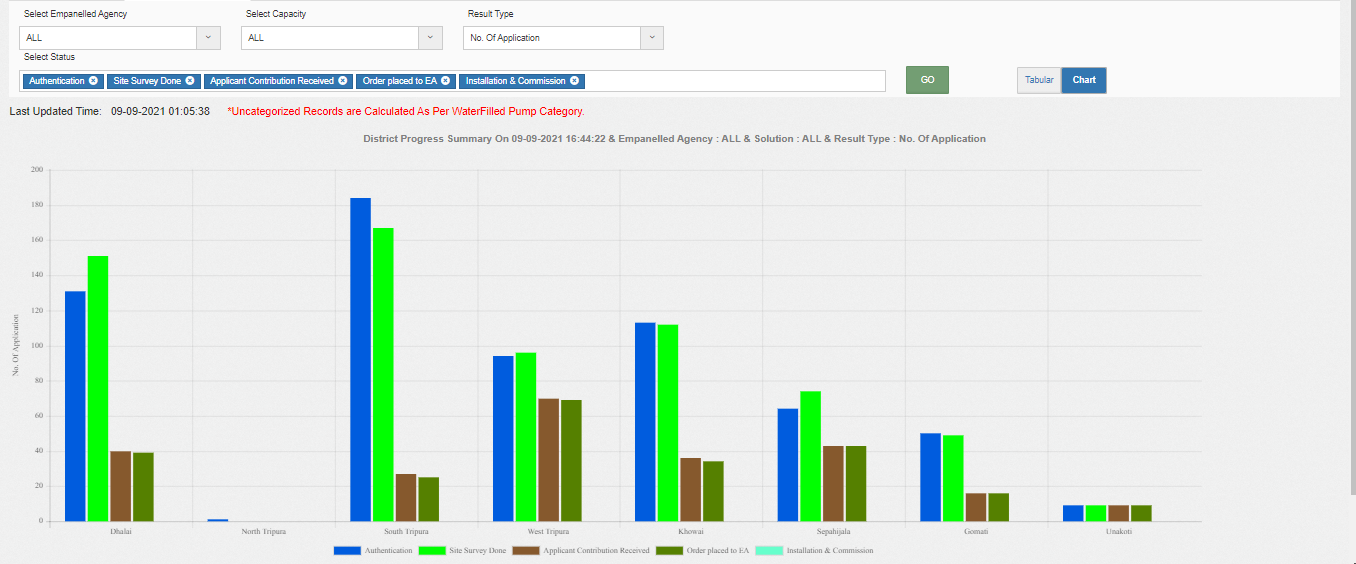 Select Empanelled Agency Select Capacity Result Type
ALL ALL No. Of Application
Select Status
Authentication Site Survey Done Applicant Contribution Received Order placed to EA Installation & Commission GO Tabular Chart
Last Updated Time: 09-09-2021 01:05:38 *Uncategorized Records are Calculated As Per WaterFilled Pump Category.
District Progress Summary On 09-09-2021 16:44:22 & Empanelled Agency : ALL & Solution : ALL & Result Type : No. Of Application
200
180
160
140
120
100
80
60
40
20
0
No. Of Application
Dhalai North Tripura South Tripura West Tripura Khowai Sepahijala Gomati Unakoti
Authentication Site Survey Done Applicant Contribution Received Order placed to EA Installation & Commission